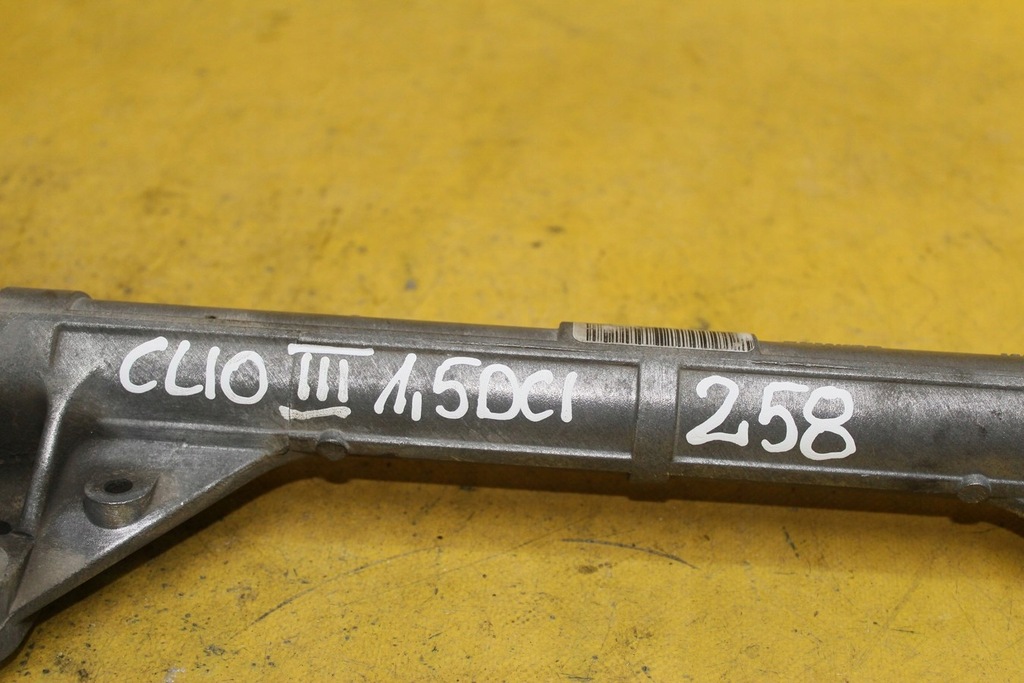 CLIO III 1,5DCI 258